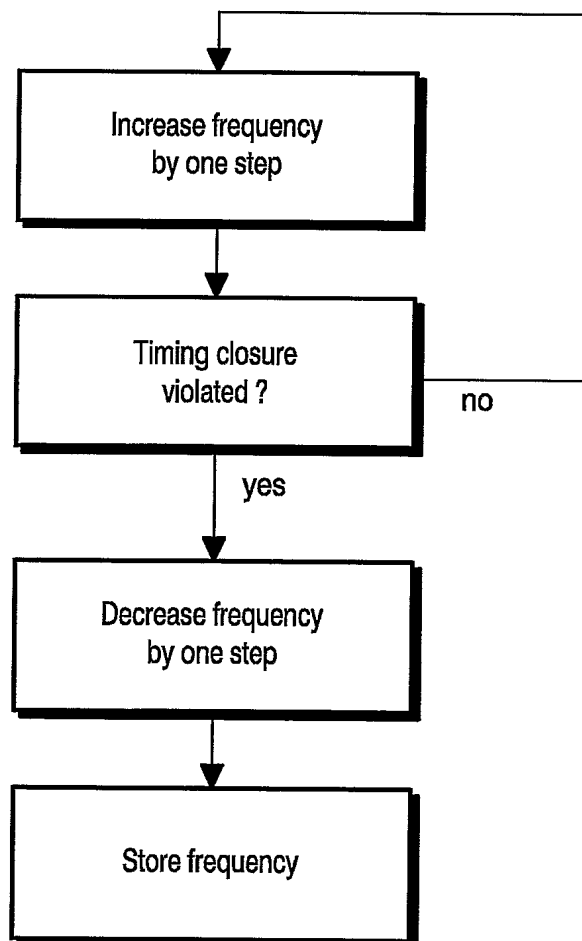 Increase frequency
by one step
Timing closure
violated ?
no
yes
Decrease frequency
by one step
Store frequency